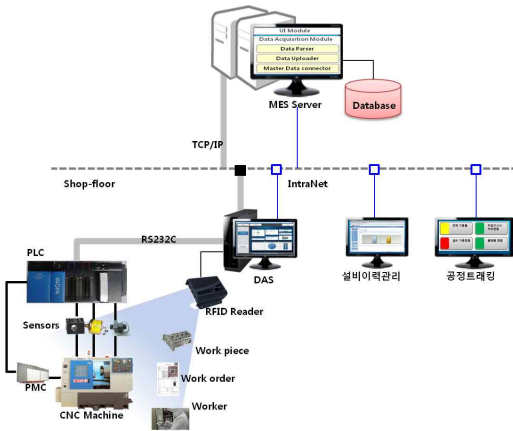 UI Module
Data Acquisition Module
Data Parser
Data Uploader
Master Data connector
MES Server
Database
TCP/IP
Shop-floor
IntraNet
RS232C
PLC
DAS
설비이력관리
공정트래킹
RFID Reader
Sensors
Work piece
Work order
PMC
Worker
CNC Machine